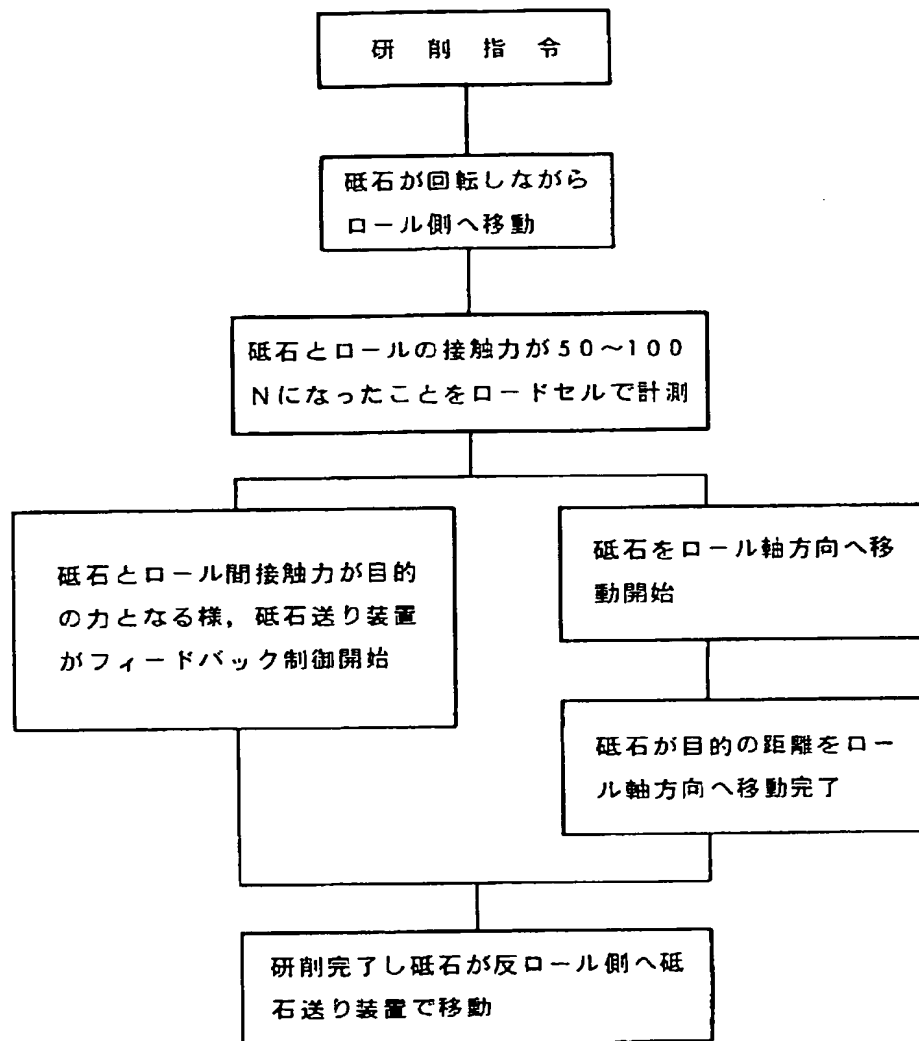 研削指令
砥石が回転しながら
ロール側へ移動
砥石とロールの接触力が50～100
Nになったことをロードセルで計測
砥石とロール間接触力が目的
の力となる様，砥石送り装置
がフィードバック制御開始
砥石をロール軸方向へ移
動開始
砥石が目的の距離をロー
ル軸方向へ移動完了
研削完了し砥石が反ロール側へ砥
石送り装置で移動